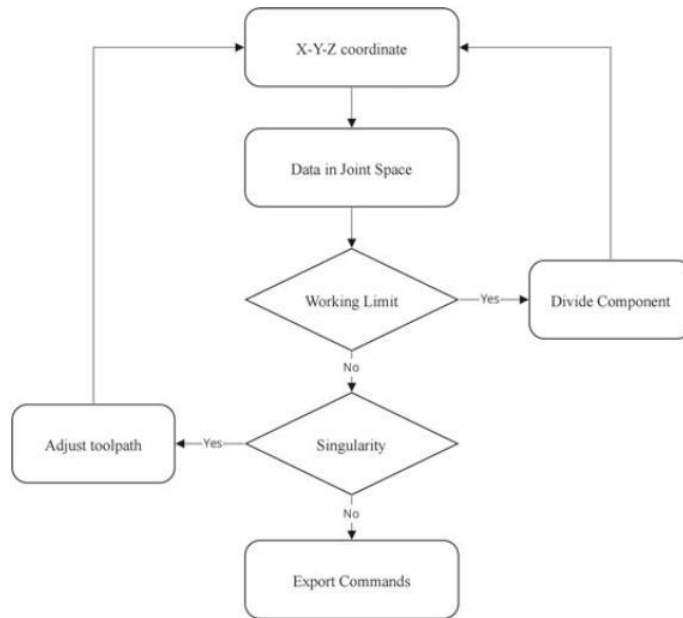 X-Y-Z coordinate
Data in Joint Space
Working Limit
Yes
Divide Component
No
Adjust toolpath
Yes
Singularity
No
Export Commands